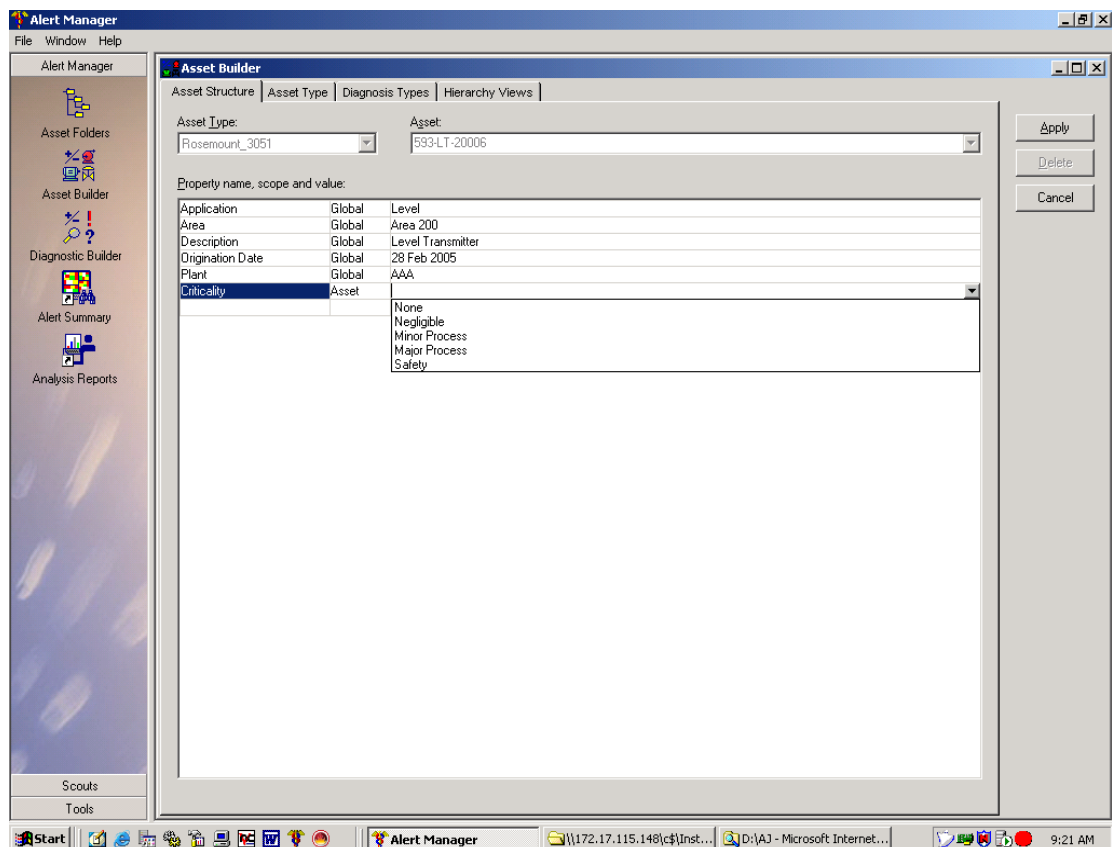 Alert Manager
File Window Help
Alert Manager
Asset Folders
Asset Builder
Diagnostic Builder
Alert Summary
Analysis Reports
Scouts
Tools
Asset Builder
Asset Structure Asset Type Diagnosis Types Hierarchy Views
Asset Type: Asset:
Rosemount_3051 593-LT-20006
Property name, scope and value:
Application Global Level
Area Global Area 200
Description Global Level Transmitter
Origination Date Global 28 Feb 2005
Plant Global AAA
Criticality Asset
None
Negligible
Minor Process
Major Process
Safety
Apply
Delete
Cancel
Start Alert Manager \\172.17.115.148\c$\Inst... D:\AJ - Microsoft Internet... 9:21 AM